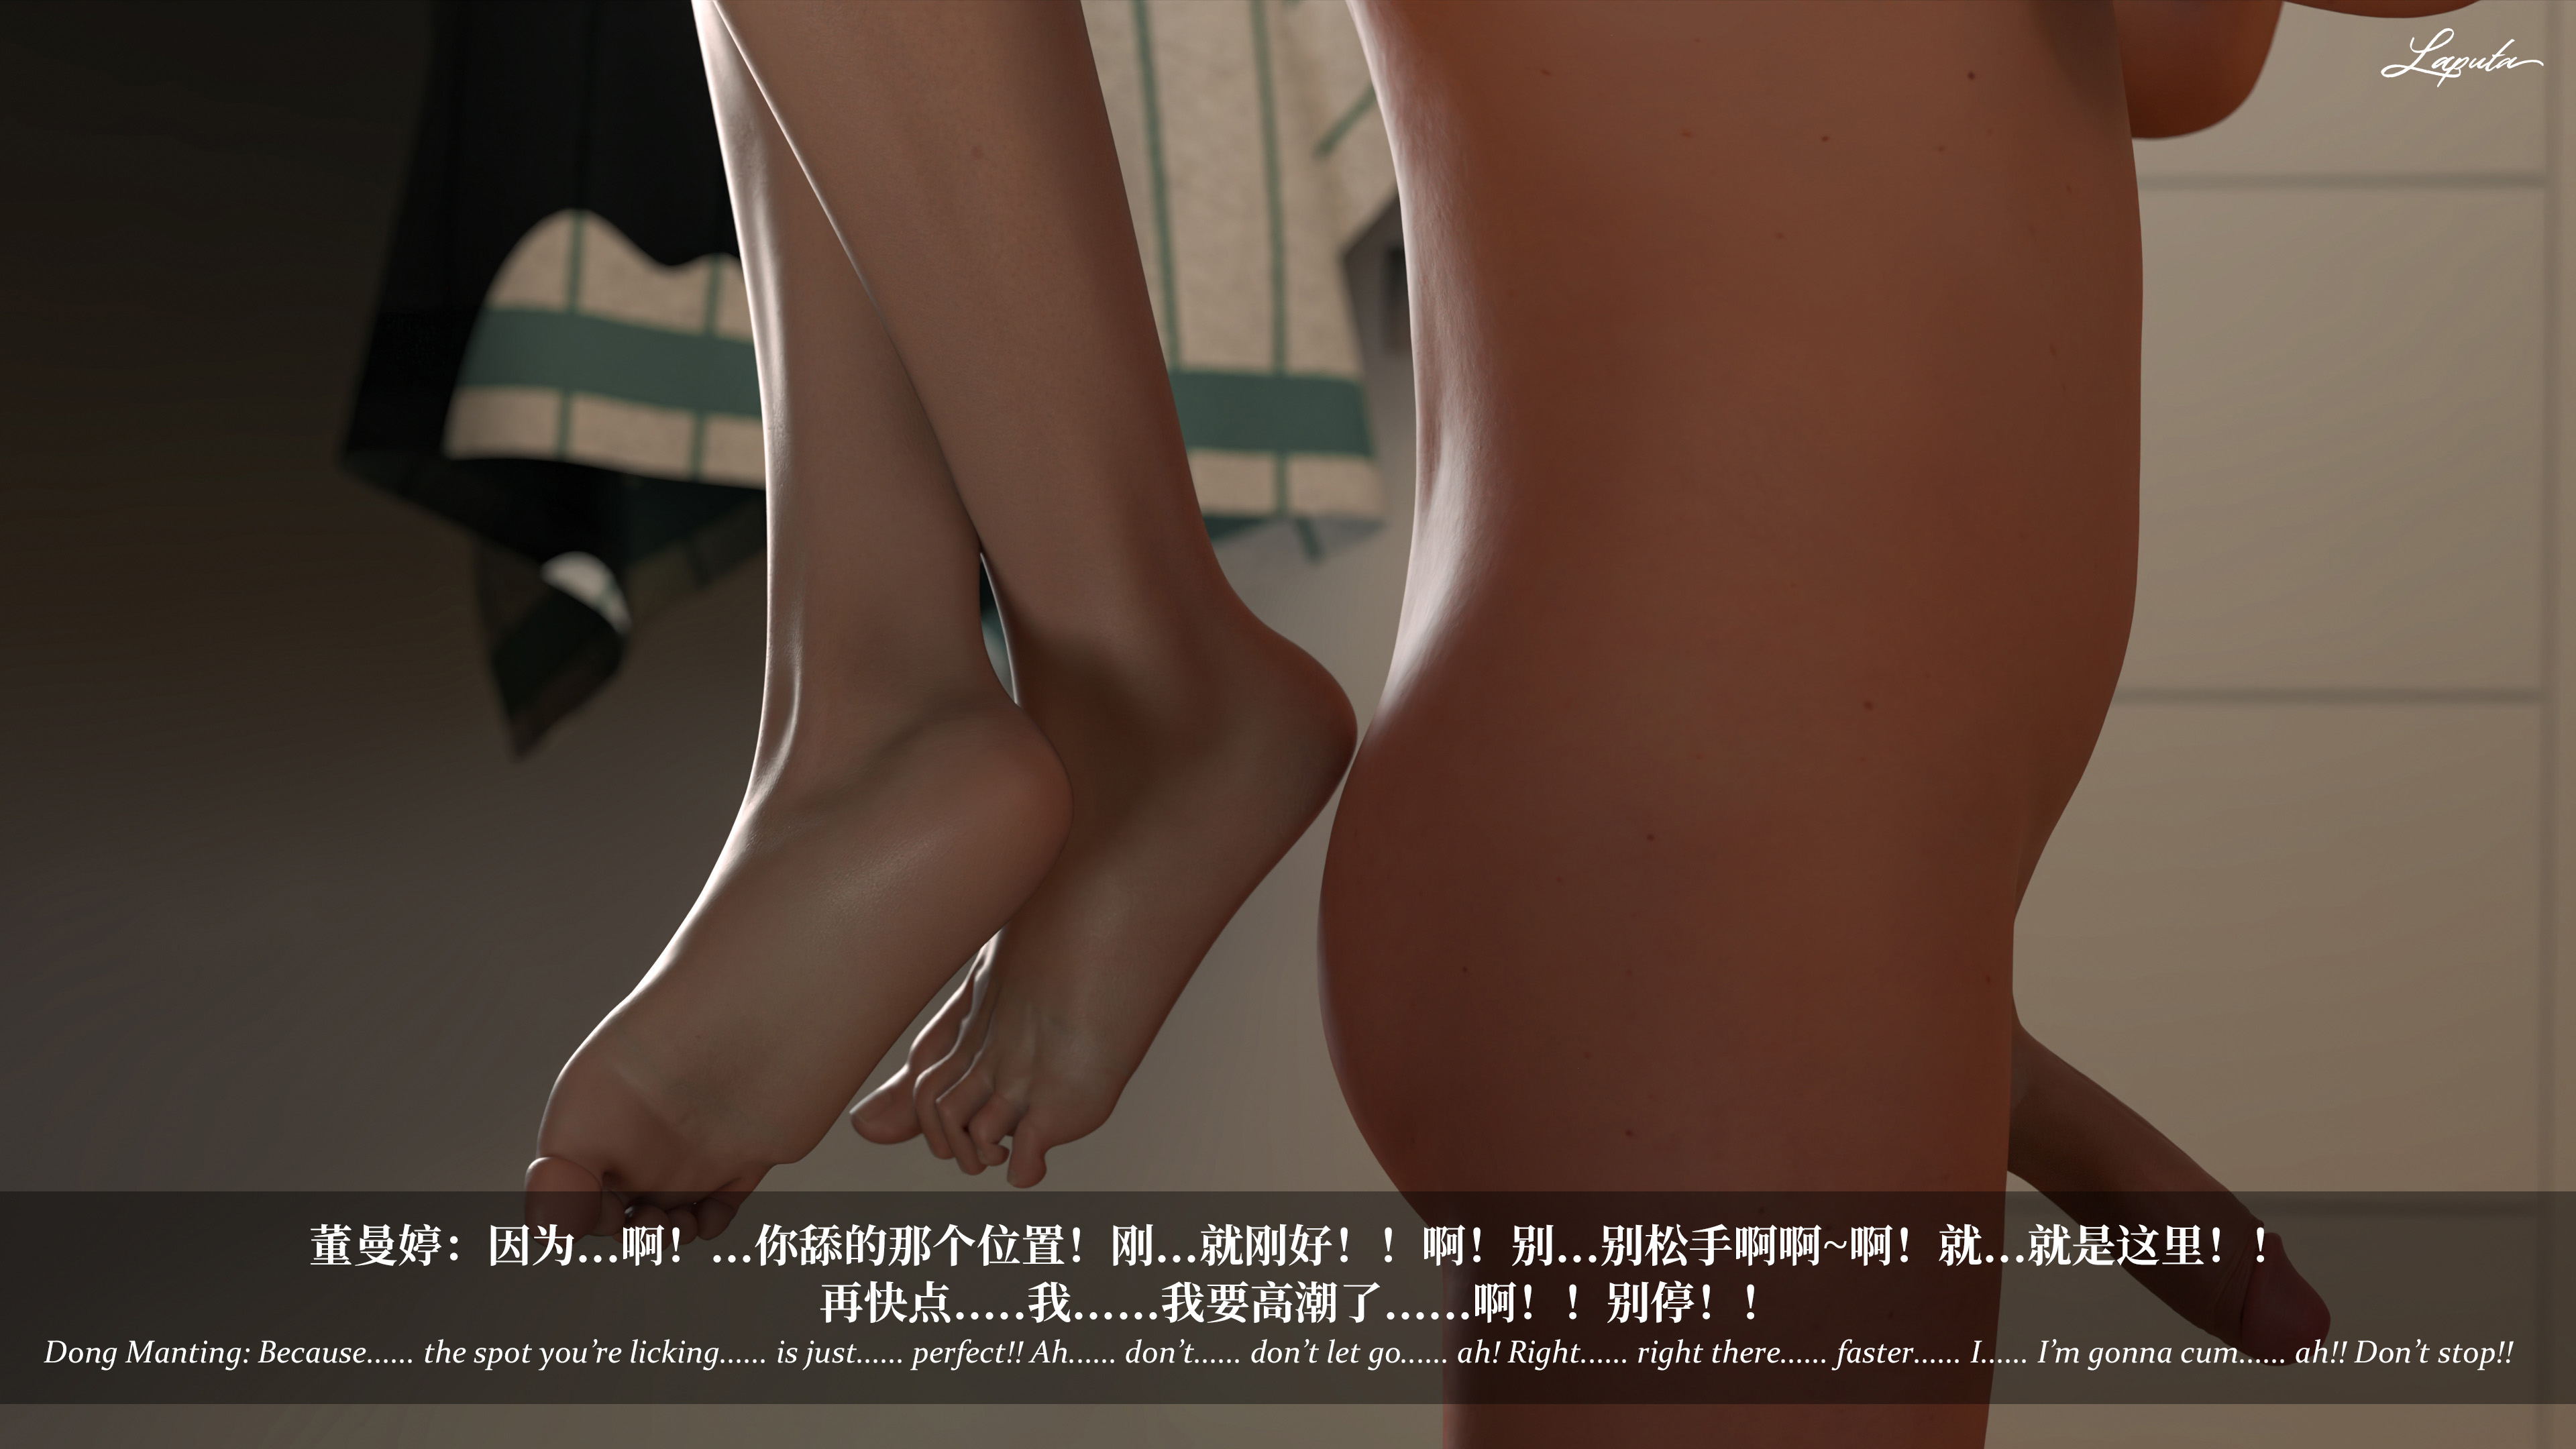 Laputa
董曼婷：因为…啊！…你舔的那个位置！刚…就刚好！！啊！别…别松手啊啊~啊！就…就是这里！！
再快点……我……我要高潮了……啊！！别停！！
Dong Manting: Because...... the spot you’re licking...... is just...... perfect!! Ah...... don’t...... don’t let go...... ah! Right...... right there...... faster...... I...... I’m gonna cum...... ah!! Don’t stop!!